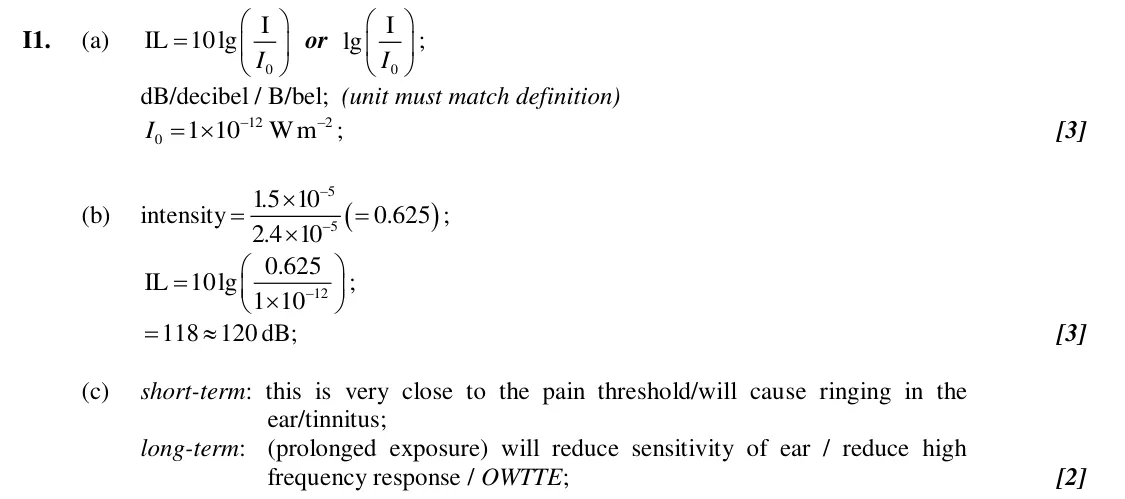 I1. (a) IL = 10 lg(I/I₀) or lg(I/I₀);
dB/decibel / B/bel; (unit must match definition)
I₀ = 1×10⁻¹² W m⁻²; [3]
(b) intensity = 1.5×10⁻⁵/2.4×10⁻⁵ (= 0.625);
IL = 10 lg(0.625/1×10⁻¹²);
= 118 ≈ 120 dB; [3]
(c) short-term: this is very close to the pain threshold/will cause ringing in the
ear/tinnitus;
long-term: (prolonged exposure) will reduce sensitivity of ear / reduce high
frequency response / OWTTE; [2]